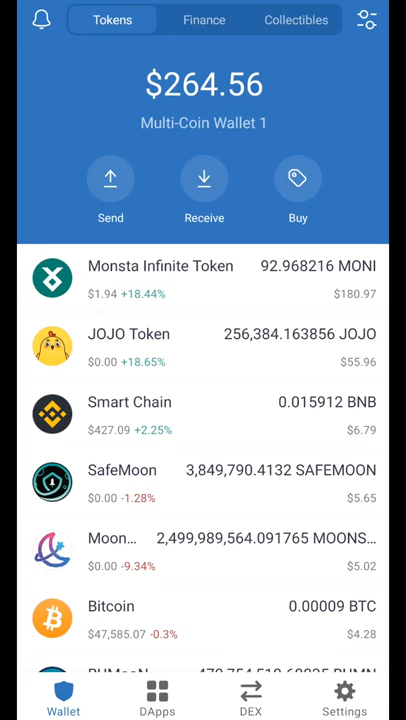 Tokens Finance Collectibles
$264.56
Multi-Coin Wallet 1
Send Receive Buy
Monsta Infinite Token 92.968216 MONI
$1.94 +18.44% $180.97
JOJO Token 256,384.163856 JOJO
$0.00 +18.65% $55.96
Smart Chain 0.015912 BNB
$427.09 +2.25% $6.79
SafeMoon 3,849,790.4132 SAFEMOON
$0.00 -1.28% $5.65
Moon... 2,499,989,564.091765 MOONS...
$0.00 -9.34% $5.02
Bitcoin 0.00009 BTC
$47,585.07 -0.3% $4.28
Wallet DApps DEX Settings